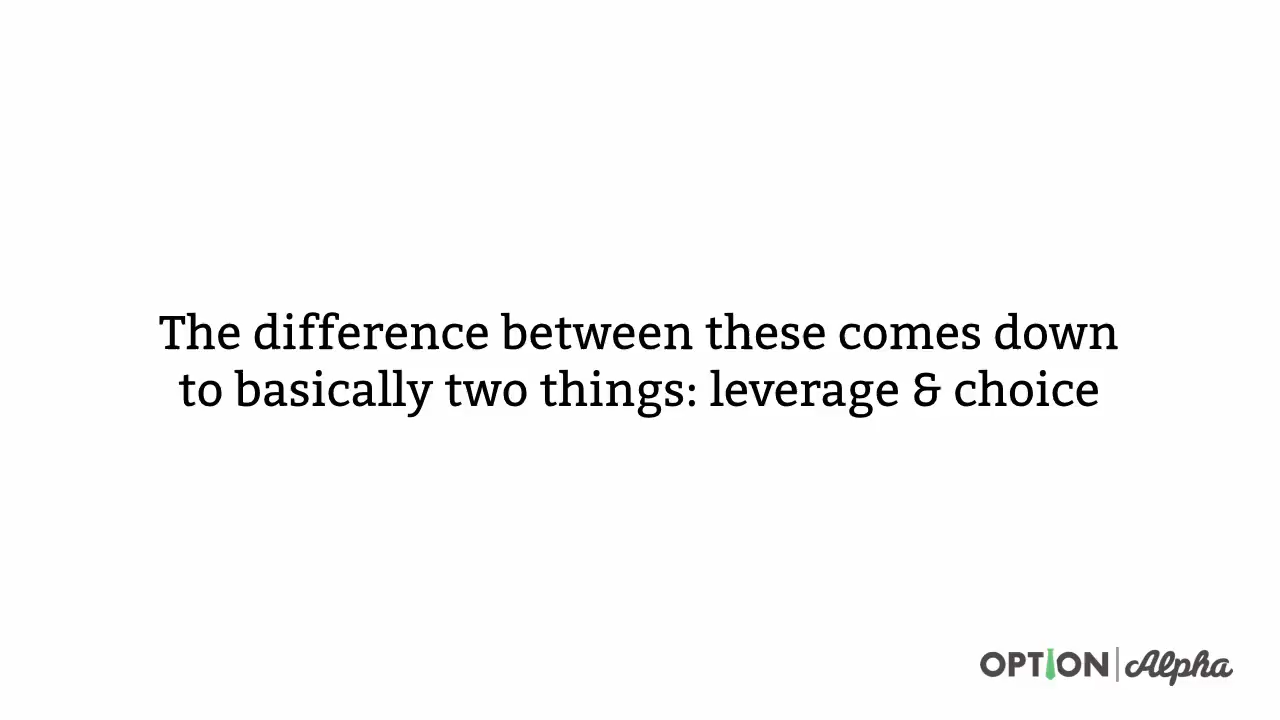 The difference between these comes down
to basically two things: leverage & choice
OPTION | Alpha